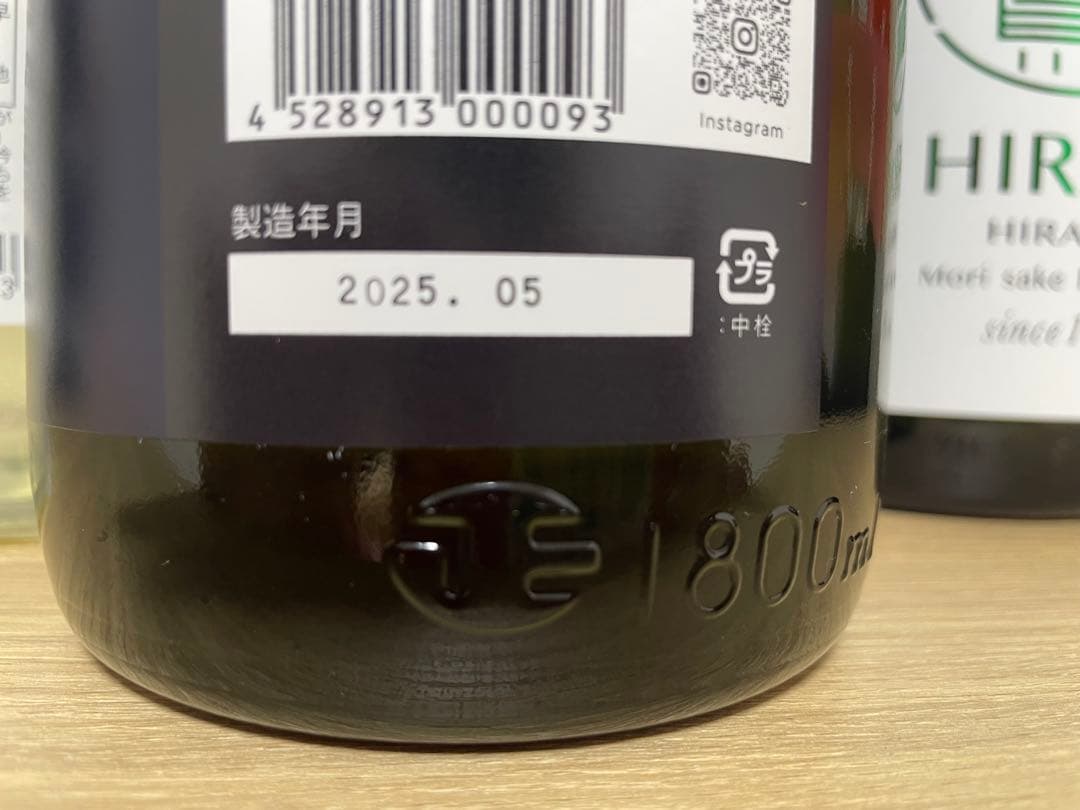 4 528913 000093
Instagram
製造年月
2025. 05
プラ
:中栓
1800ml
HIR
HIRA
Mori sake
since